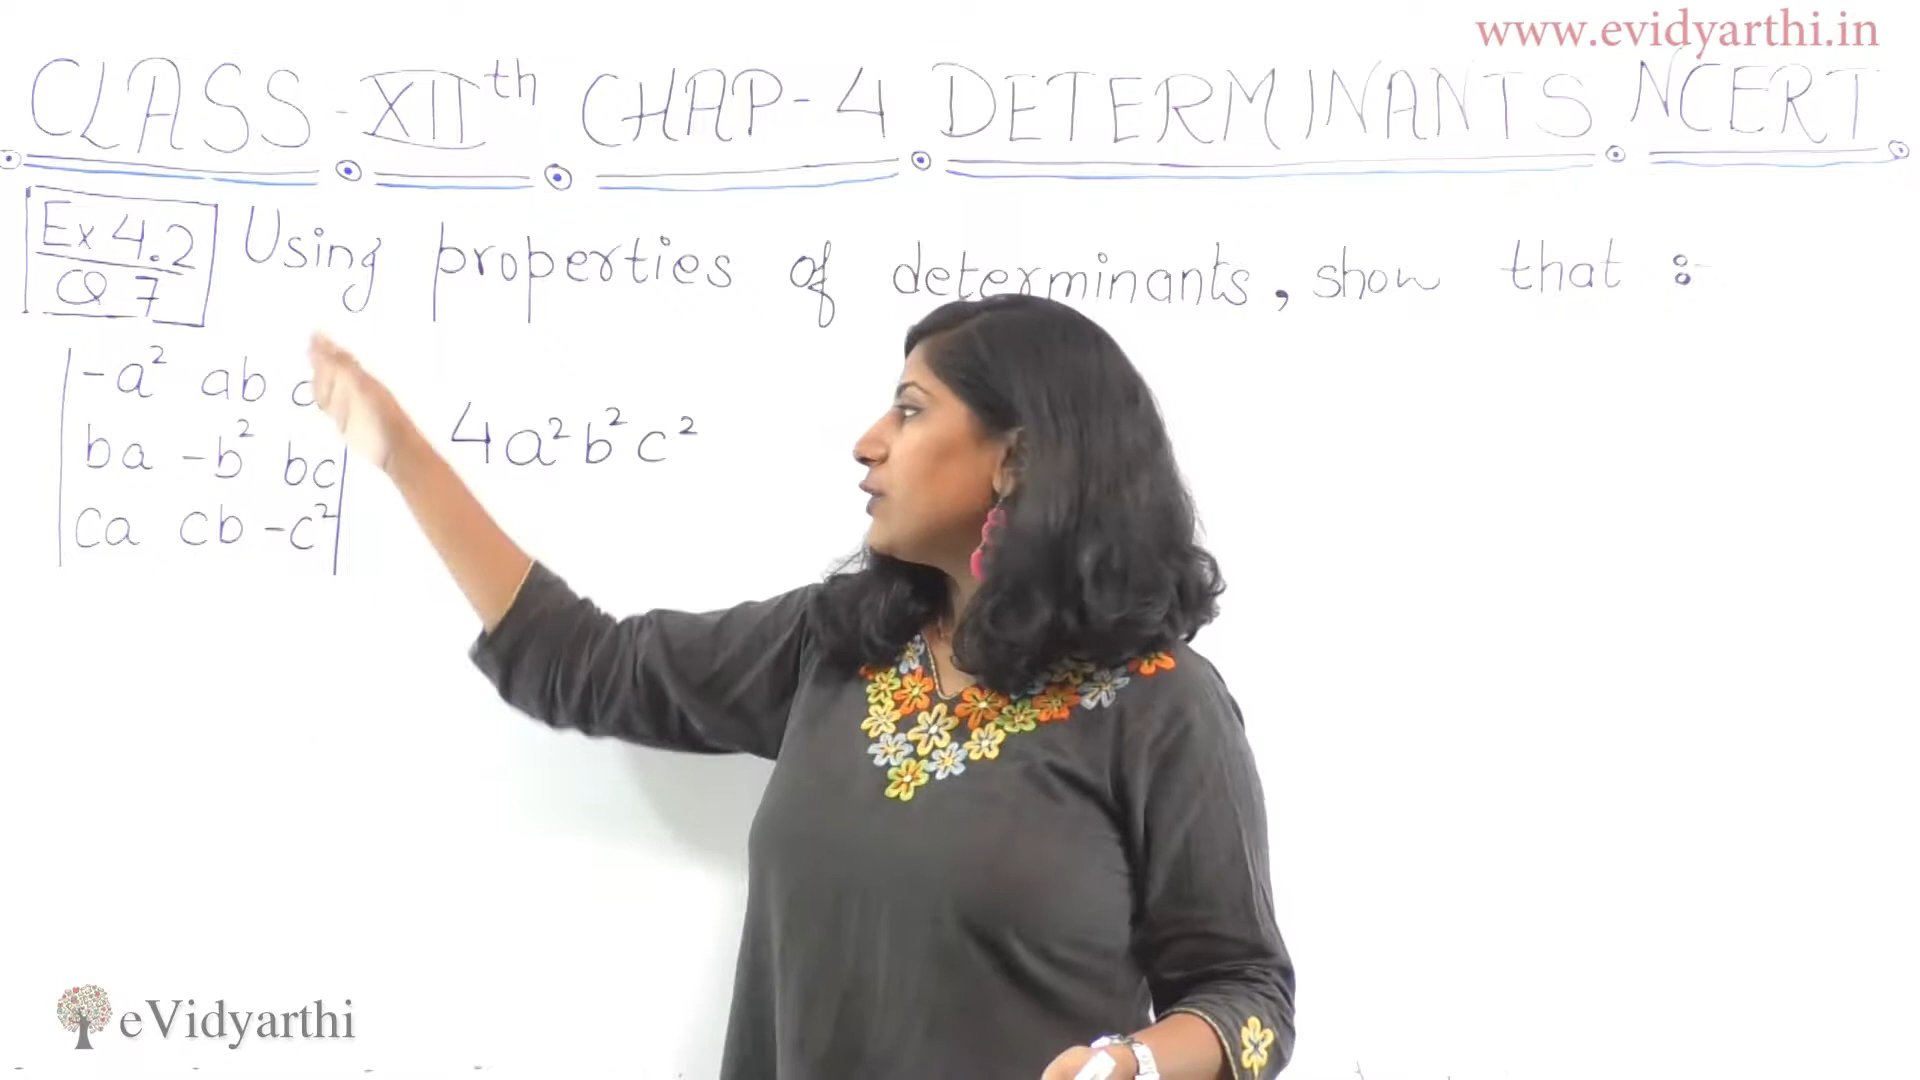 www.evidyarthi.in
CLASS-XIIth CHAP-4 DETERMINANTS NCERT
Ex 4.2
Q 7
Using properties of determinants, show that :-
-a² ab
ba -b² bc
ca cb -c²
4a²b²c²
eVidyarthi